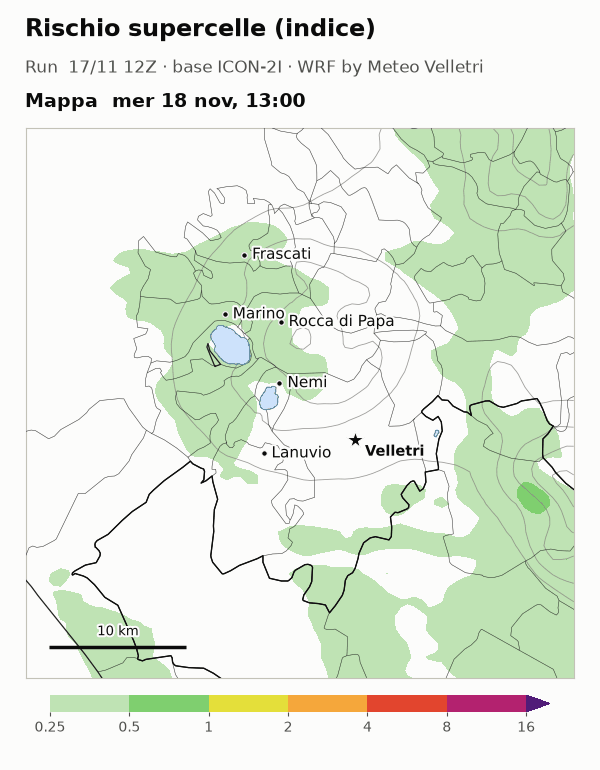 Rischio supercelle (indice)
Run  17/11 12Z · base ICON-2I · WRF by Meteo Velletri
Mappa  mer 18 nov, 13:00
Frascati
Marino
Rocca di Papa
Nemi
Velletri
Lanuvio
10 km
0.25 0.5 1 2 4 8 16